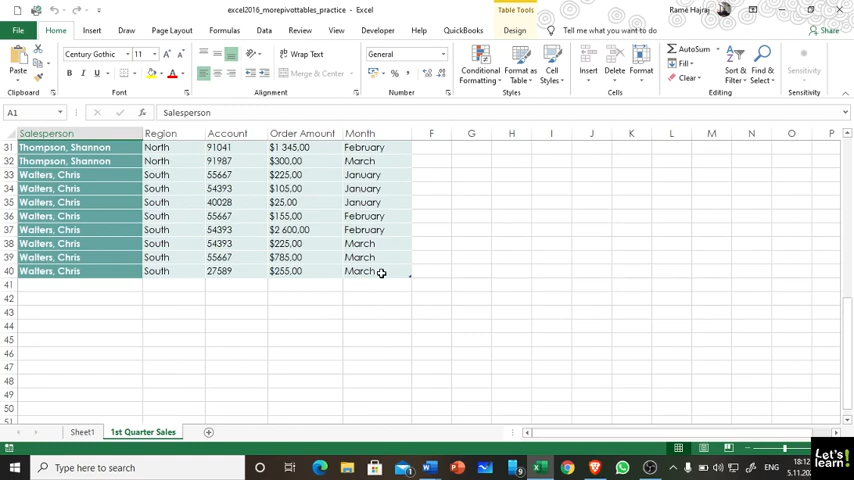 excel2016_morepivottables_practice • - Excel
Table Tools
Rame Hajraj
File Home Insert Draw Page Layout Formulas Data Review View Developer QuickBooks Design Tell me what you want to do Share
Paste
Century Gothic 11 A A
B I U
Wrap Text
Merge & Center
General
%
Conditional Formatting
Format as Table
Cell Styles
Insert Delete Format
AutoSum
Fill
Clear
Sort & Filter
Find & Select
Sensitivity
Clipboard Font Alignment Number Styles Cells Editing Sensitivity
A1 fx Salesperson
Salesperson Region Account Order Amount Month F G H I J K L M N O P
31 Thompson, Shannon North 91041 $1 345,00 February
32 Thompson, Shannon North 91987 $300,00 March
33 Walters, Chris South 55667 $225,00 January
34 Walters, Chris South 54393 $105,00 January
35 Walters, Chris South 40028 $25,00 January
36 Walters, Chris South 55667 $155,00 February
37 Walters, Chris South 54393 $2 600,00 February
38 Walters, Chris South 54393 $225,00 March
39 Walters, Chris South 55667 $785,00 March
40 Walters, Chris South 27589 $255,00 March
41
42
43
44
45
46
47
48
49
50
51
Sheet1 1st Quarter Sales
Type here to search
ENG
18:12
5.11.202
Let's
learn!